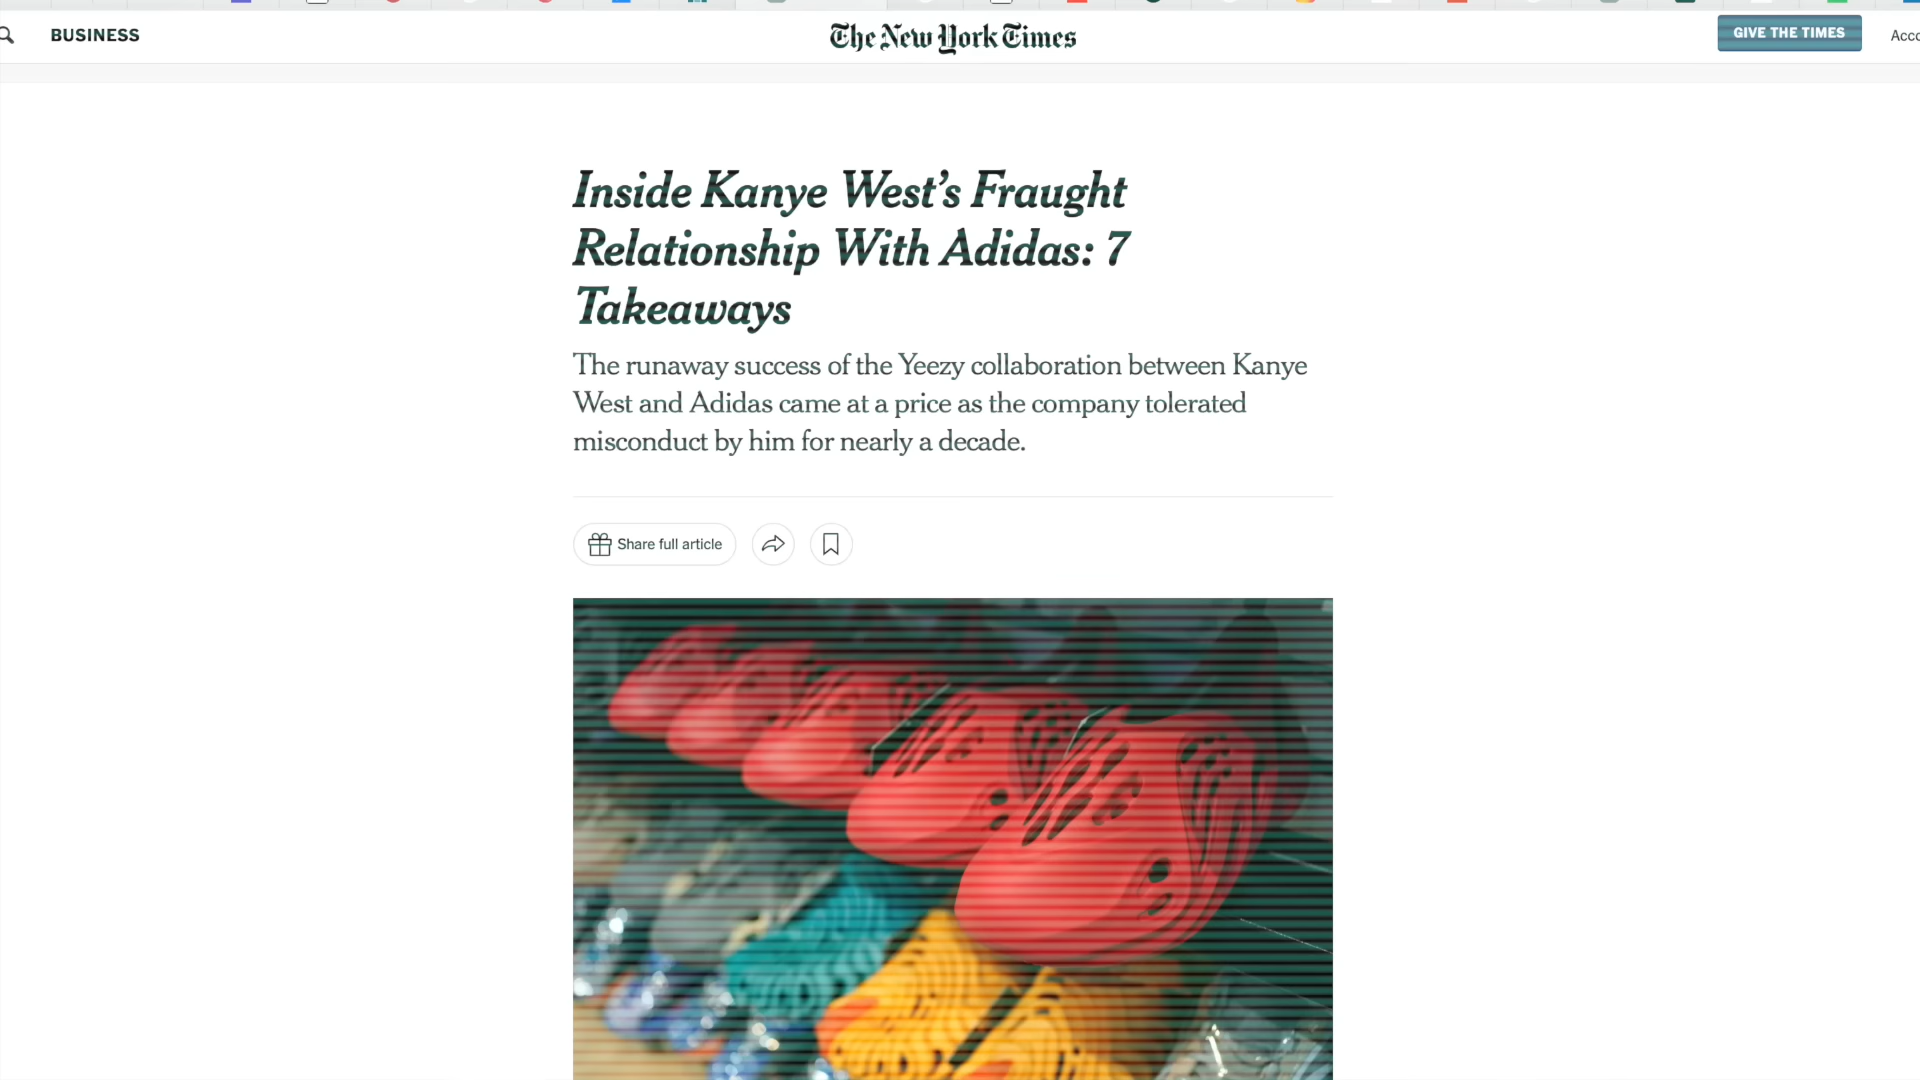 BUSINESS
The New York Times
GIVE THE TIMES
Acco
Inside Kanye West’s Fraught
Relationship With Adidas: 7
Takeaways
The runaway success of the Yeezy collaboration between Kanye
West and Adidas came at a price as the company tolerated
misconduct by him for nearly a decade.
Share full article